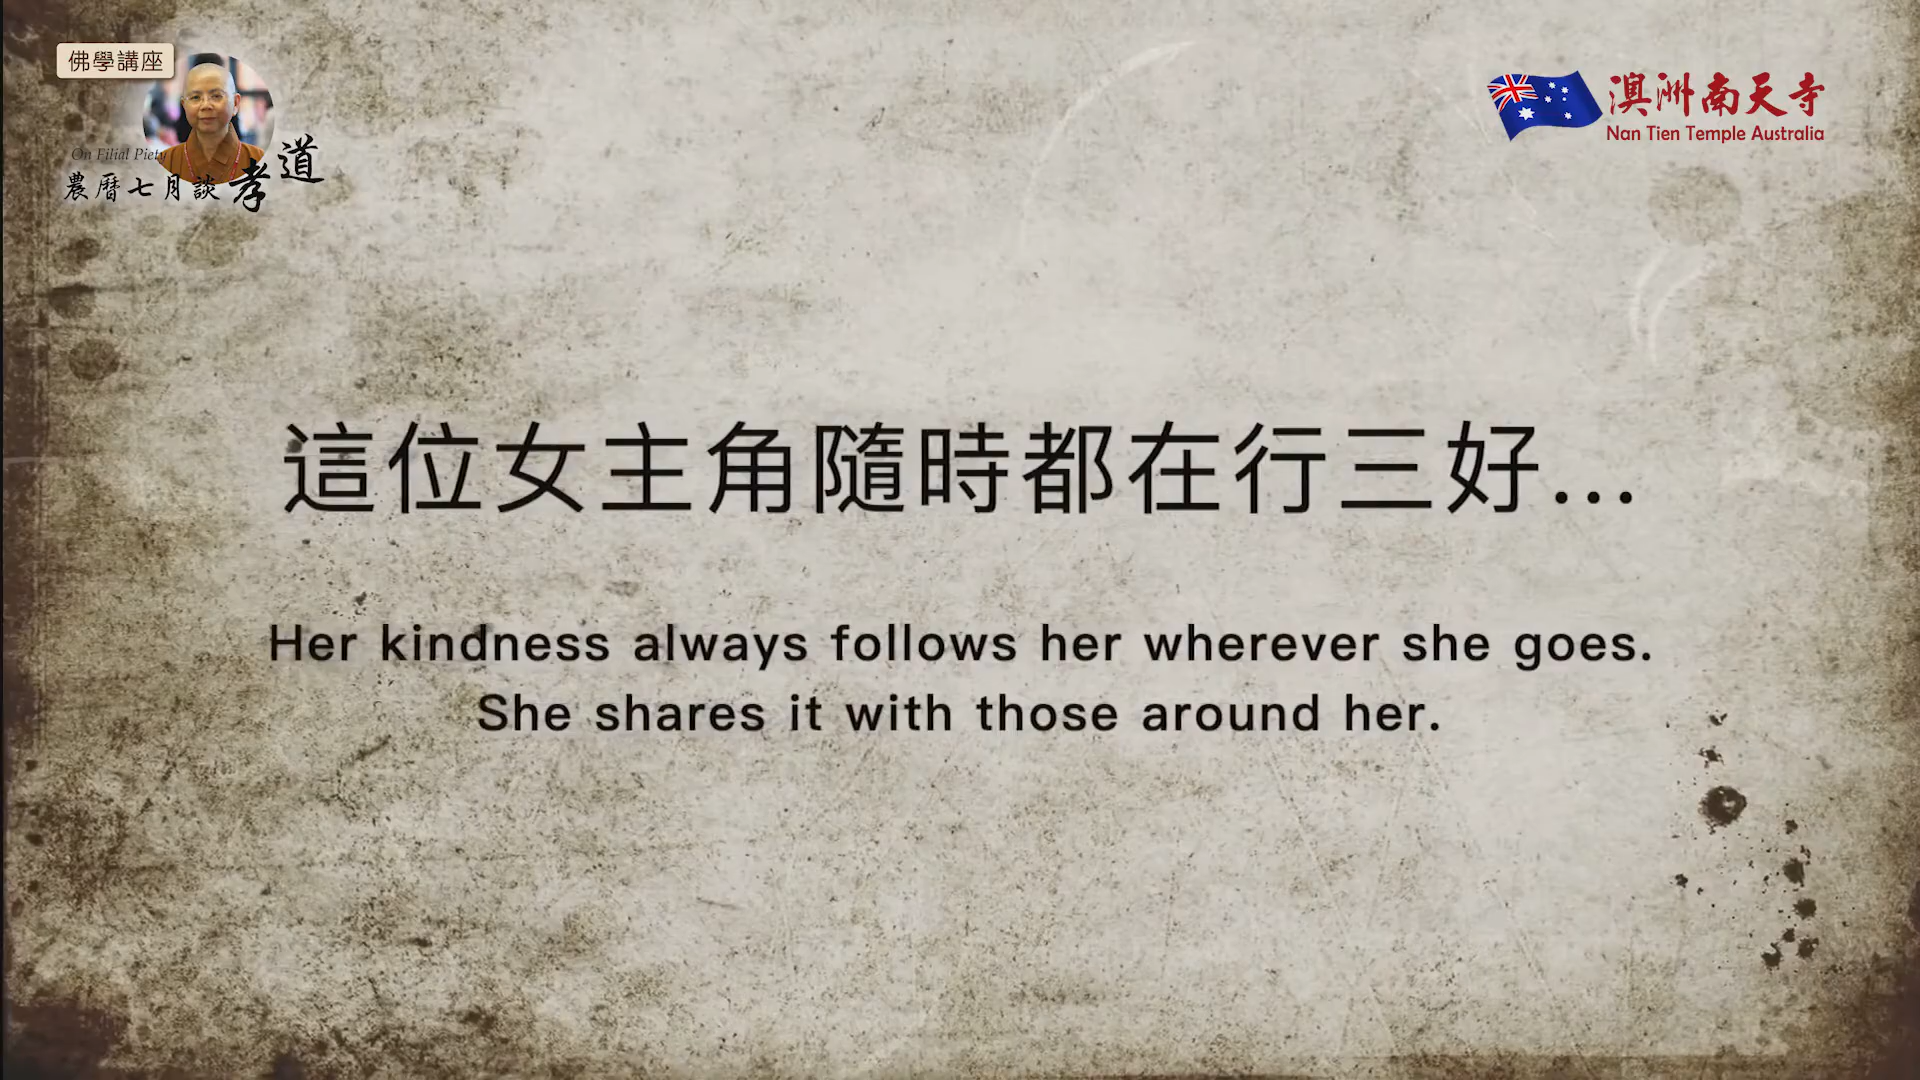 佛學講座
On Filial Piety
農曆七月談孝道
澳洲南天寺
Nan Tien Temple Australia
這位女主角隨時都在行三好...
Her kindness always follows her wherever she goes.
She shares it with those around her.